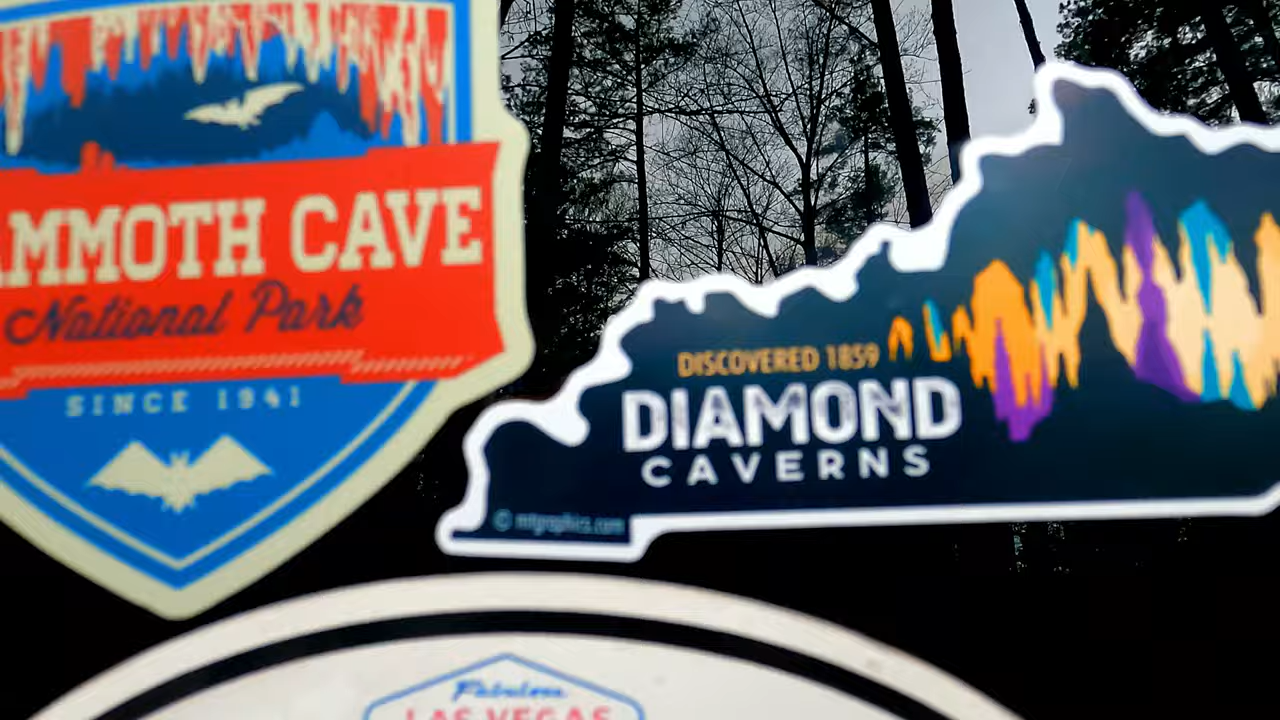 AMMOTH CAVE
National Park
SINCE 1941
DISCOVERED 1859
DIAMOND
CAVERNS
© mtgraphics.com
Fabulous
LAS VEGAS